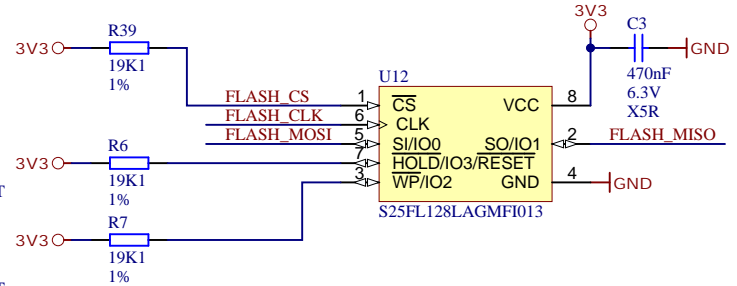 3V3
R39
19K1
1%
3V3
C3
GND
470nF
6.3V
X5R
U12
FLASH_CS 1 CS VCC 8
FLASH_CLK 6 CLK
FLASH_MOSI 5 SI/IO0 SO/IO1 2 FLASH_MISO
3V3
R6
19K1
1%
7 HOLD/IO3/RESET
3 WP/IO2 GND 4 GND
S25FL128LAGMFI013
T
3V3
R7
19K1
1%
T